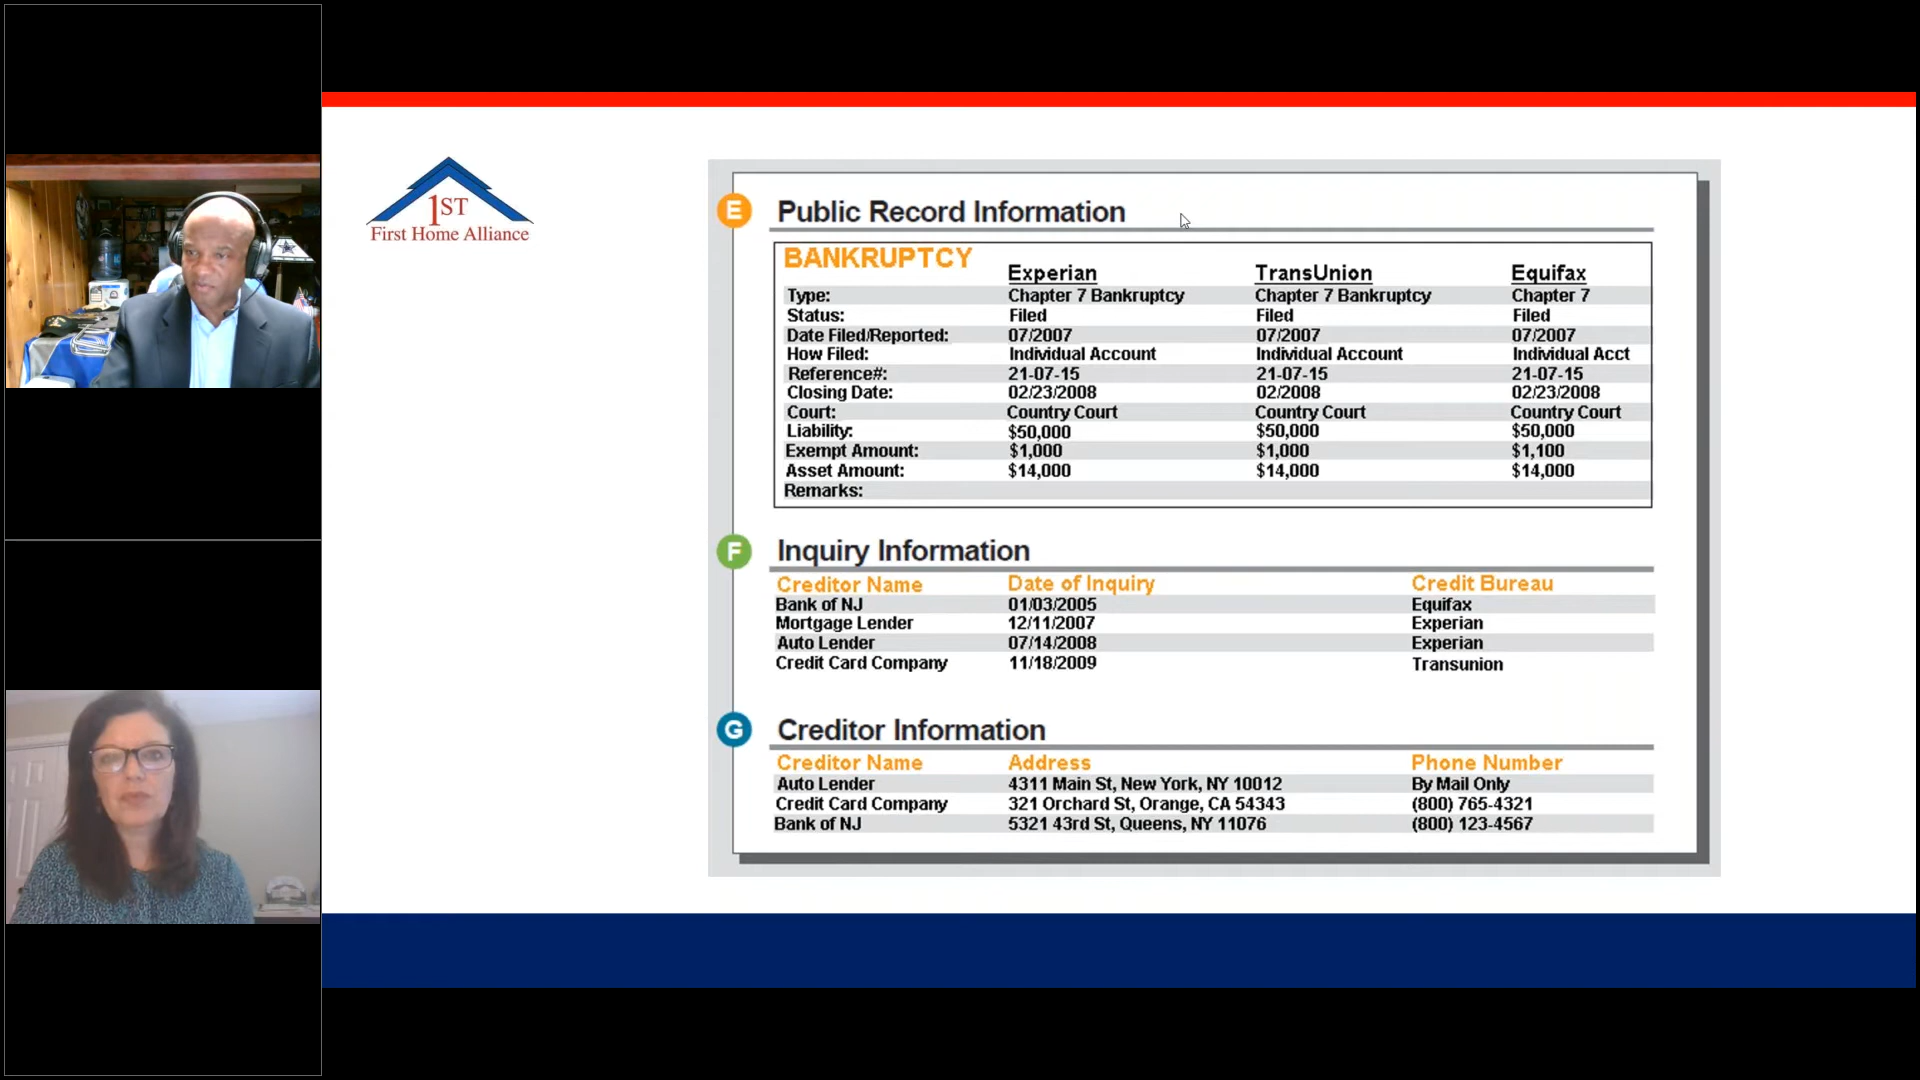 1ST
First Home Alliance
E Public Record Information
BANKRUPTCY
Experian TransUnion Equifax
Type: Chapter 7 Bankruptcy Chapter 7 Bankruptcy Chapter 7
Status: Filed Filed Filed
Date Filed/Reported: 07/2007 07/2007 07/2007
How Filed: Individual Account Individual Account Individual Acct
Reference#: 21-07-15 21-07-15 21-07-15
Closing Date: 02/23/2008 02/2008 02/23/2008
Court: Country Court Country Court Country Court
Liability: $50,000 $50,000 $50,000
Exempt Amount: $1,000 $1,000 $1,100
Asset Amount: $14,000 $14,000 $14,000
Remarks:
F Inquiry Information
Creditor Name Date of Inquiry Credit Bureau
Bank of NJ 01/03/2005 Equifax
Mortgage Lender 12/11/2007 Experian
Auto Lender 07/14/2008 Experian
Credit Card Company 11/18/2009 Transunion
G Creditor Information
Creditor Name Address Phone Number
Auto Lender 4311 Main St, New York, NY 10012 By Mail Only
Credit Card Company 321 Orchard St, Orange, CA 54343 (800) 765-4321
Bank of NJ 5321 43rd St, Queens, NY 11076 (800) 123-4567